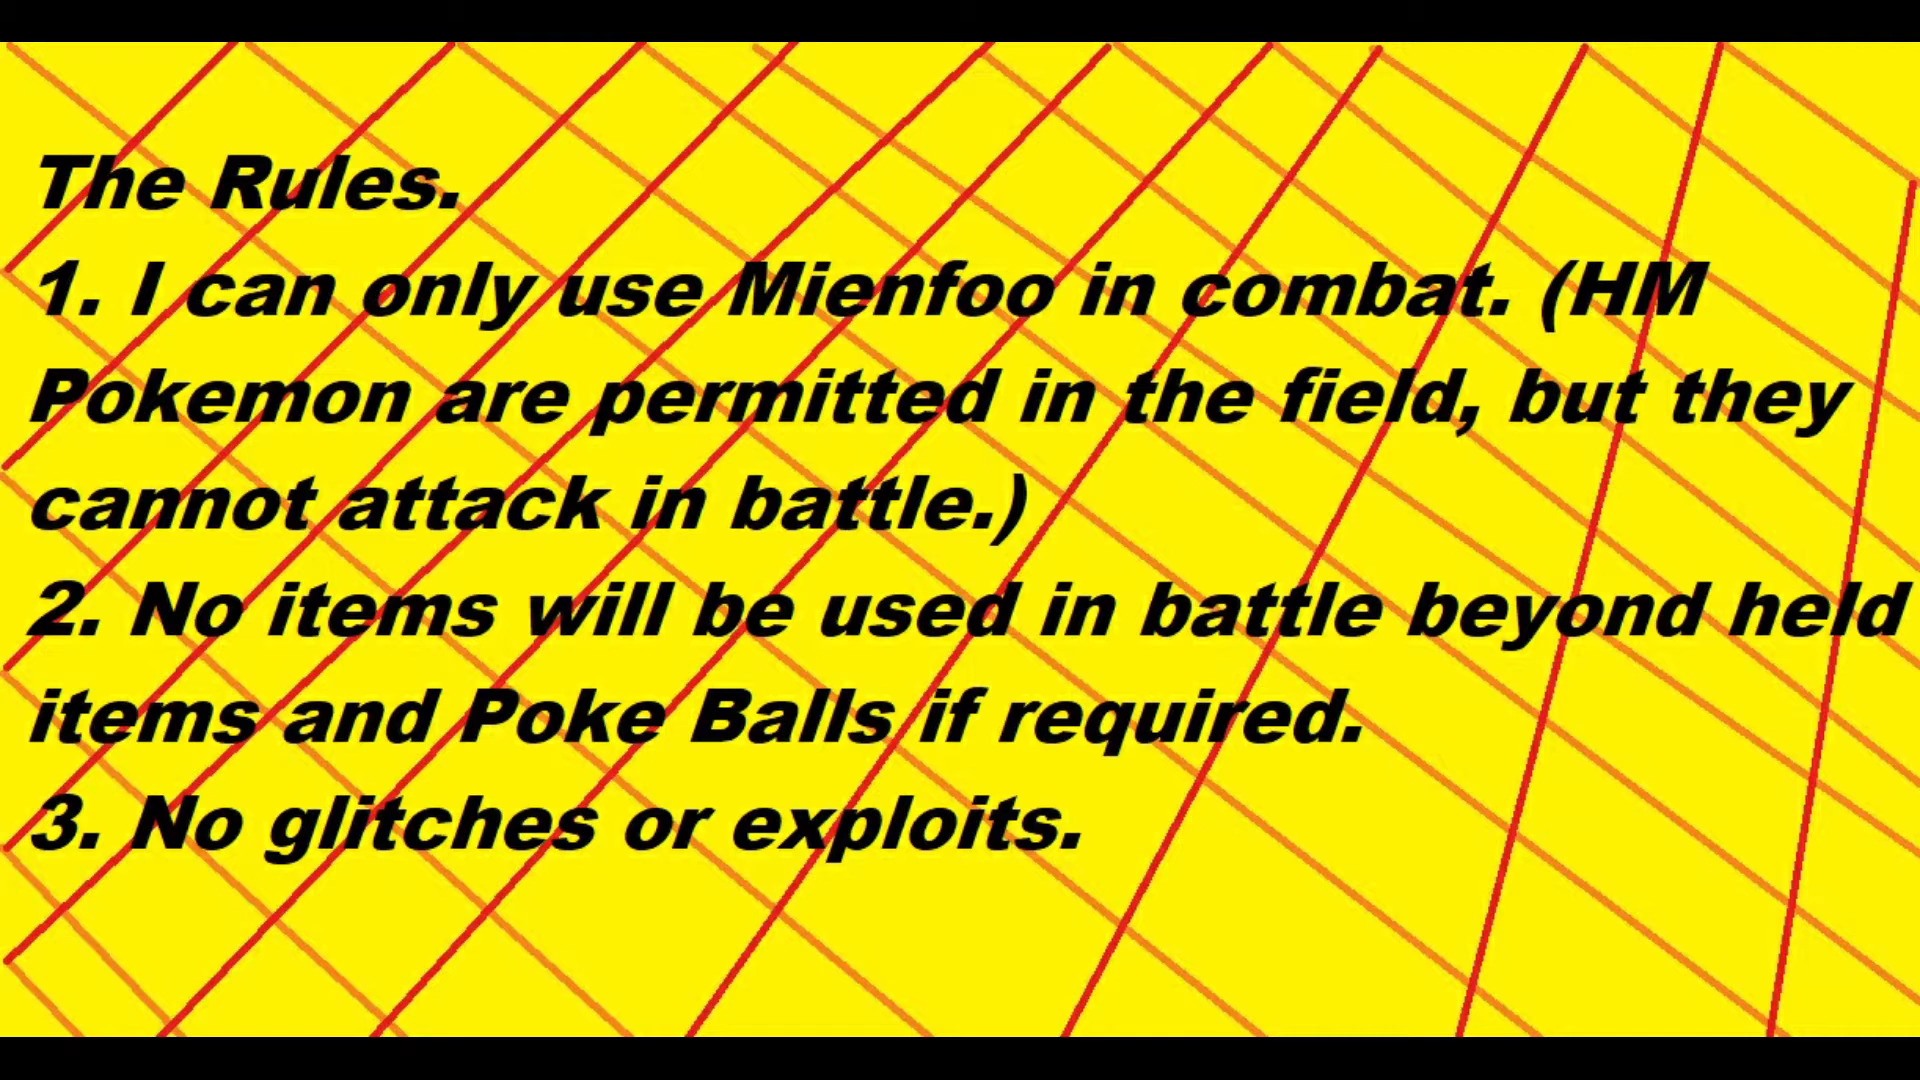 The Rules.
1. I can only use Mienfoo in combat. (HM
Pokemon are permitted in the field, but they
cannot attack in battle.)
2. No items will be used in battle beyond held
items and Poke Balls if required.
3. No glitches or exploits.